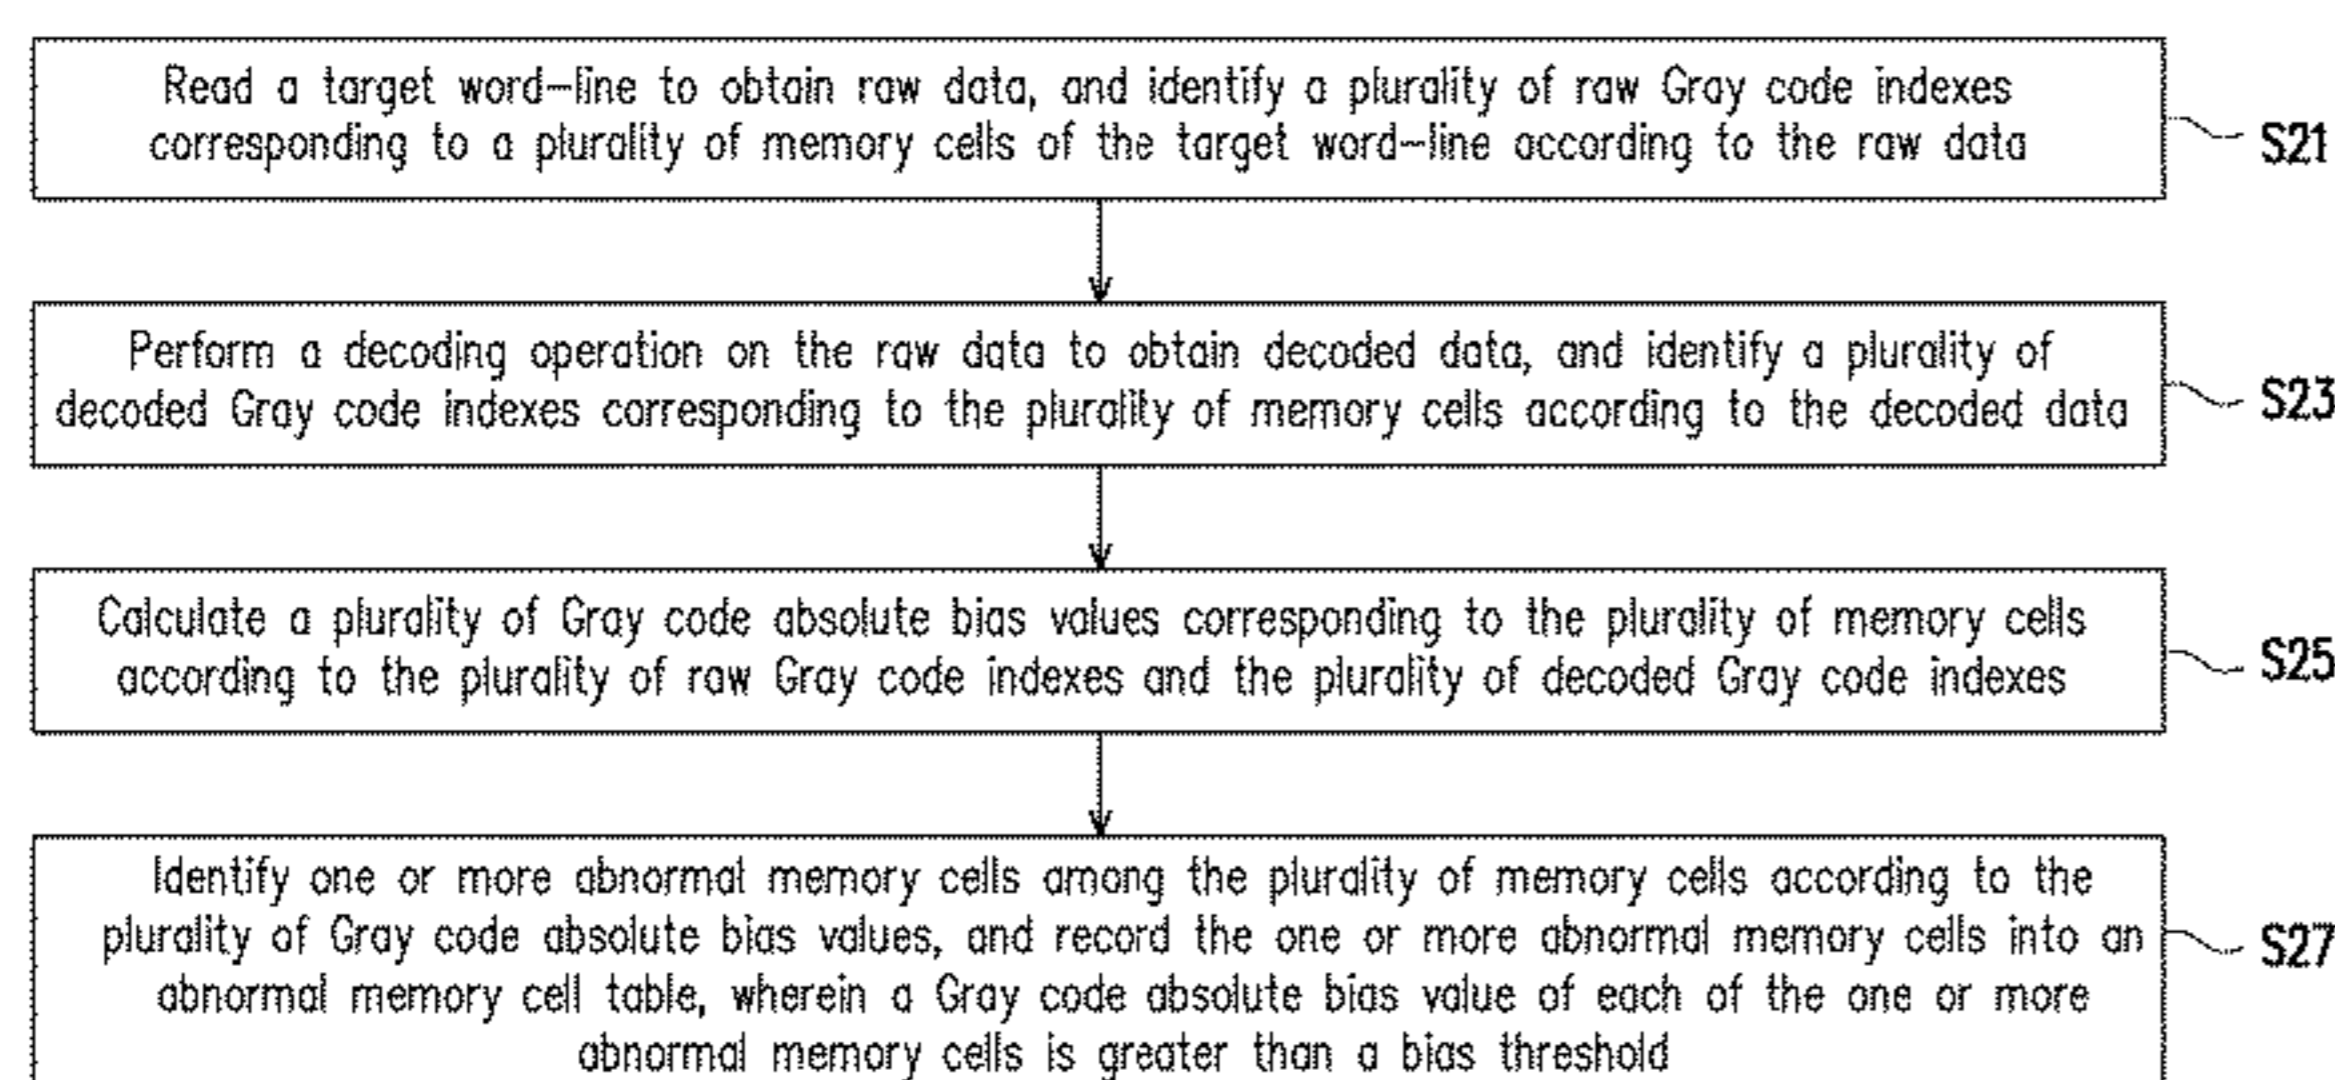 Read a target word-line to obtain raw data, and identify a plurality of raw Gray code indexes
corresponding to a plurality of memory cells of the target word-line according to the raw data
S21
Perform a decoding operation on the raw data to obtain decoded data, and identify a plurality of
decoded Gray code indexes corresponding to the plurality of memory cells according to the decoded data
S23
Calculate a plurality of Gray code absolute bias values corresponding to the plurality of memory cells
according to the plurality of raw Gray code indexes and the plurality of decoded Gray code indexes
S25
Identify one or more abnormal memory cells among the plurality of memory cells according to the
plurality of Gray code absolute bias values, and record the one or more abnormal memory cells into an
abnormal memory cell table, wherein a Gray code absolute bias value of each of the one or more
abnormal memory cells is greater than a bias threshold
S27